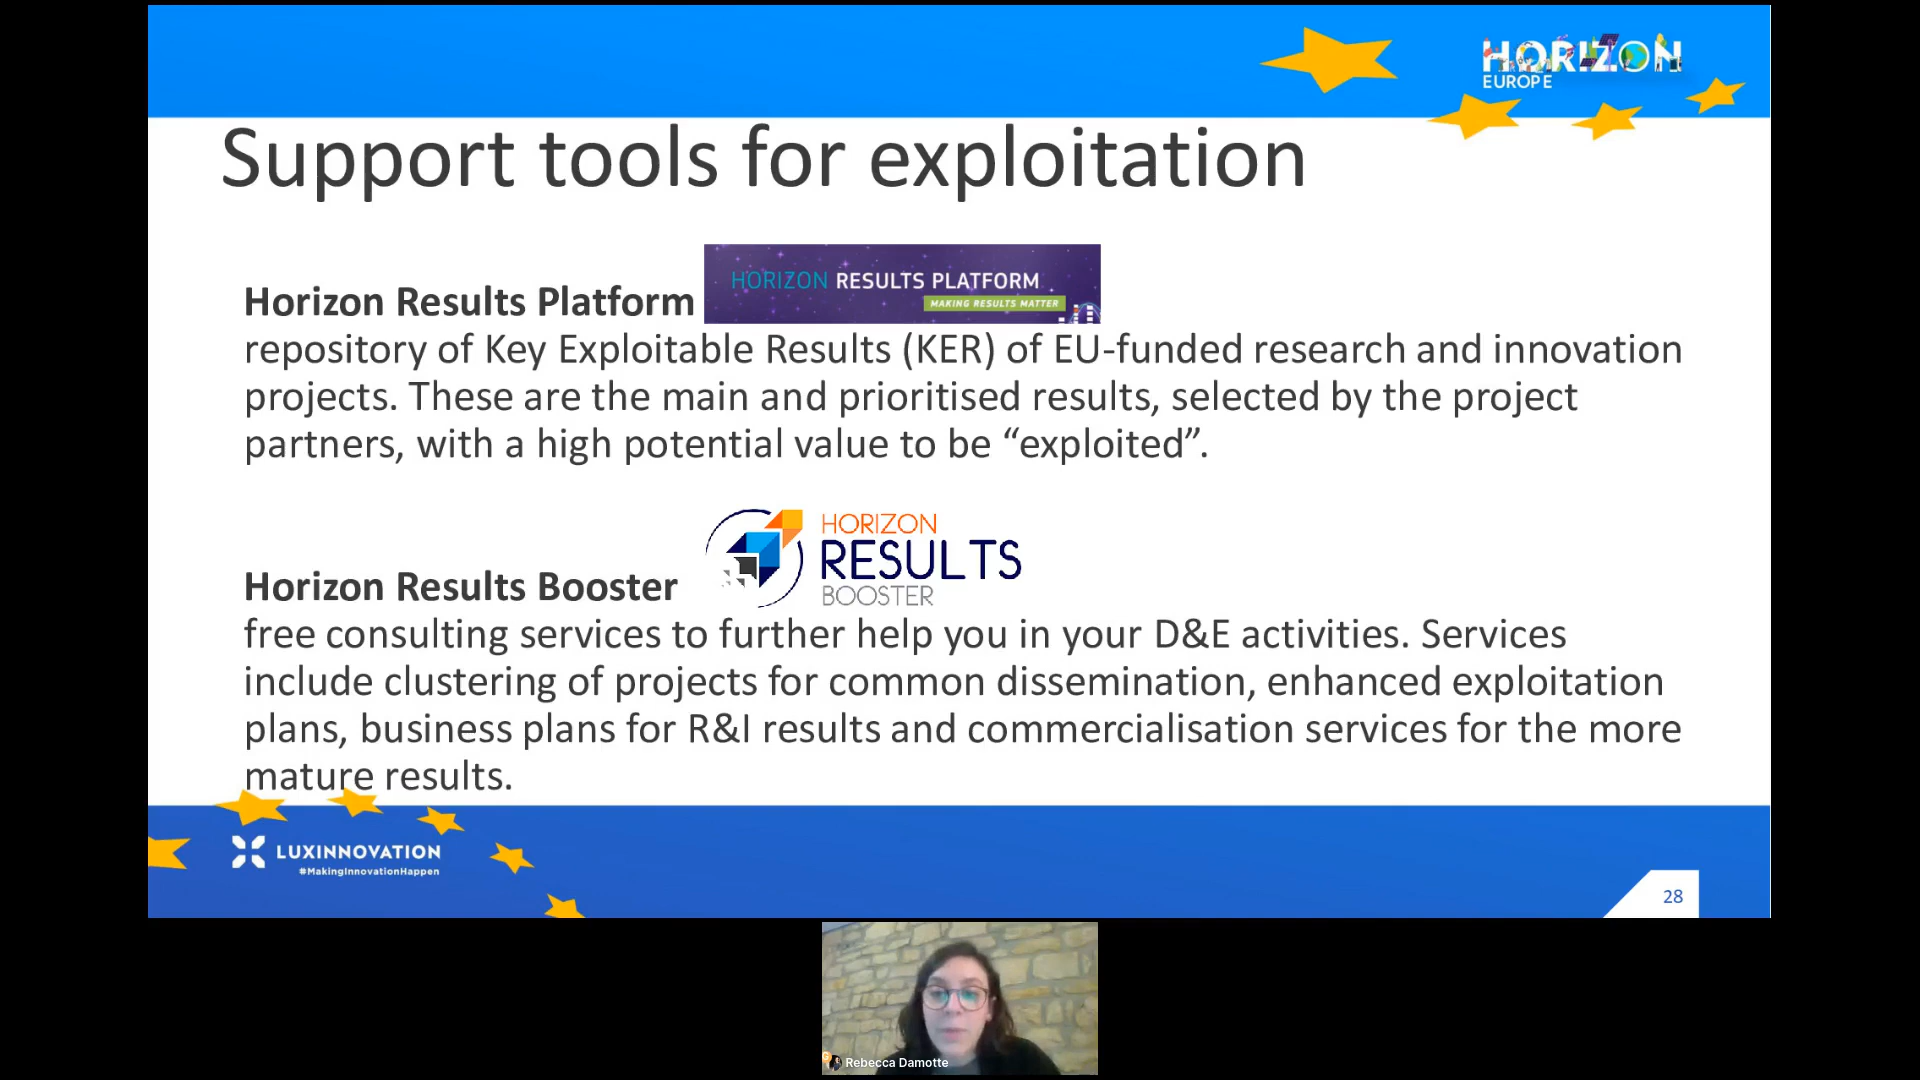 HORIZON
EUROPE
Support tools for exploitation
HORIZON RESULTS PLATFORM
MAKING RESULTS MATTER
Horizon Results Platform
repository of Key Exploitable Results (KER) of EU-funded research and innovation
projects. These are the main and prioritised results, selected by the project
partners, with a high potential value to be “exploited”.
HORIZON
RESULTS
BOOSTER
Horizon Results Booster
free consulting services to further help you in your D&E activities. Services
include clustering of projects for common dissemination, enhanced exploitation
plans, business plans for R&I results and commercialisation services for the more
mature results.
LUXINNOVATION
#MakingInnovationHappen
28
Rebecca Damotte